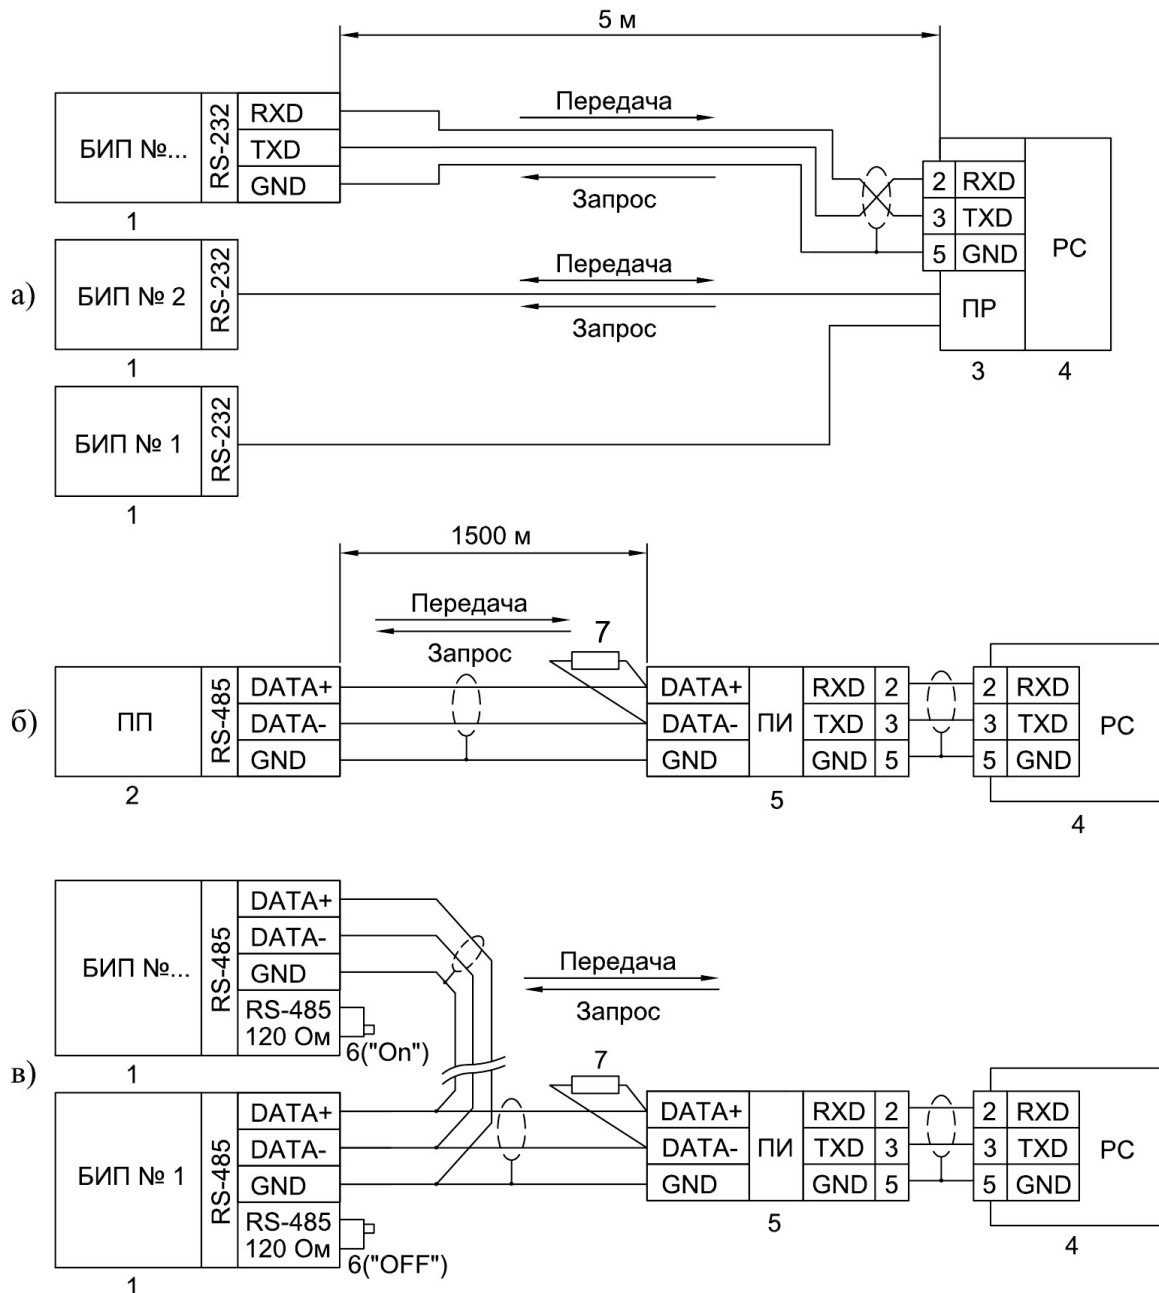 5 м
БИП №...
RS-232
RXD
TXD
GND
1
Передача
Запрос
2 RXD
3 TXD
5 GND
PC
ПР
3
4
а)
БИП № 2
RS-232
1
Передача
Запрос
БИП № 1
RS-232
1
1500 м
Передача
Запрос
7
б)
ПП
RS-485
DATA+
DATA-
GND
2
DATA+
DATA-
GND
ПИ
RXD 2
TXD 3
GND 5
5
2 RXD
3 TXD
5 GND
PC
4
БИП №...
RS-485
DATA+
DATA-
GND
RS-485
120 Ом
6("On")
1
Передача
Запрос
в)
БИП № 1
RS-485
DATA+
DATA-
GND
RS-485
120 Ом
6("OFF")
1
7
DATA+
DATA-
GND
ПИ
RXD 2
TXD 3
GND 5
5
2 RXD
3 TXD
5 GND
PC
4